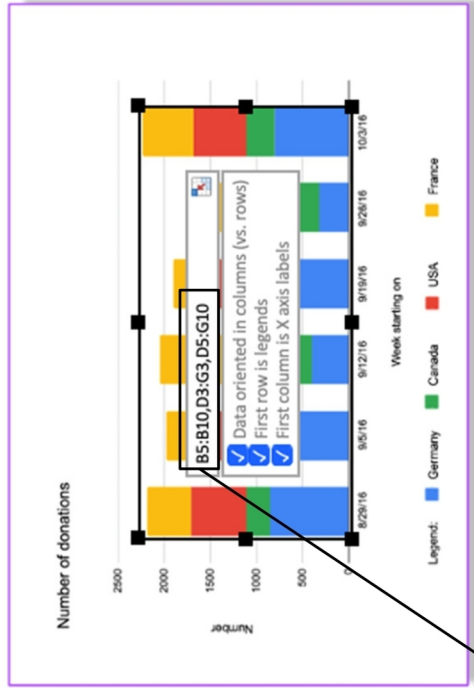 Number of donations
2500
2000
1500
1000
500
0
Number
B5:B10,D3:G3,D5:G10
Data oriented in columns (vs. rows)
First row is legends
First column is X axis labels
8/29/16
9/5/16
9/12/16
9/19/16
9/26/16
10/3/16
Week starting on
Legend:
Germany
Canada
USA
France